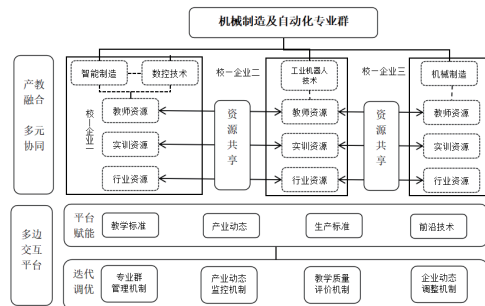 机械制造及自动化专业群
产教
融合
多元
协同
智能制造
数控技术
校一企业一
校一企业二
工业机器人
技术
校一企业三
机械制造
教师资源
实训资源
行业资源
资源共享
教师资源
实训资源
行业资源
资源共享
教师资源
实训资源
行业资源
多边
交互
平台
平台
赋能
教学标准
产业动态
生产标准
前沿技术
迭代
调优
专业群
管理机制
产业动态
监控机制
教学质量
评价机制
企业动态
调整机制